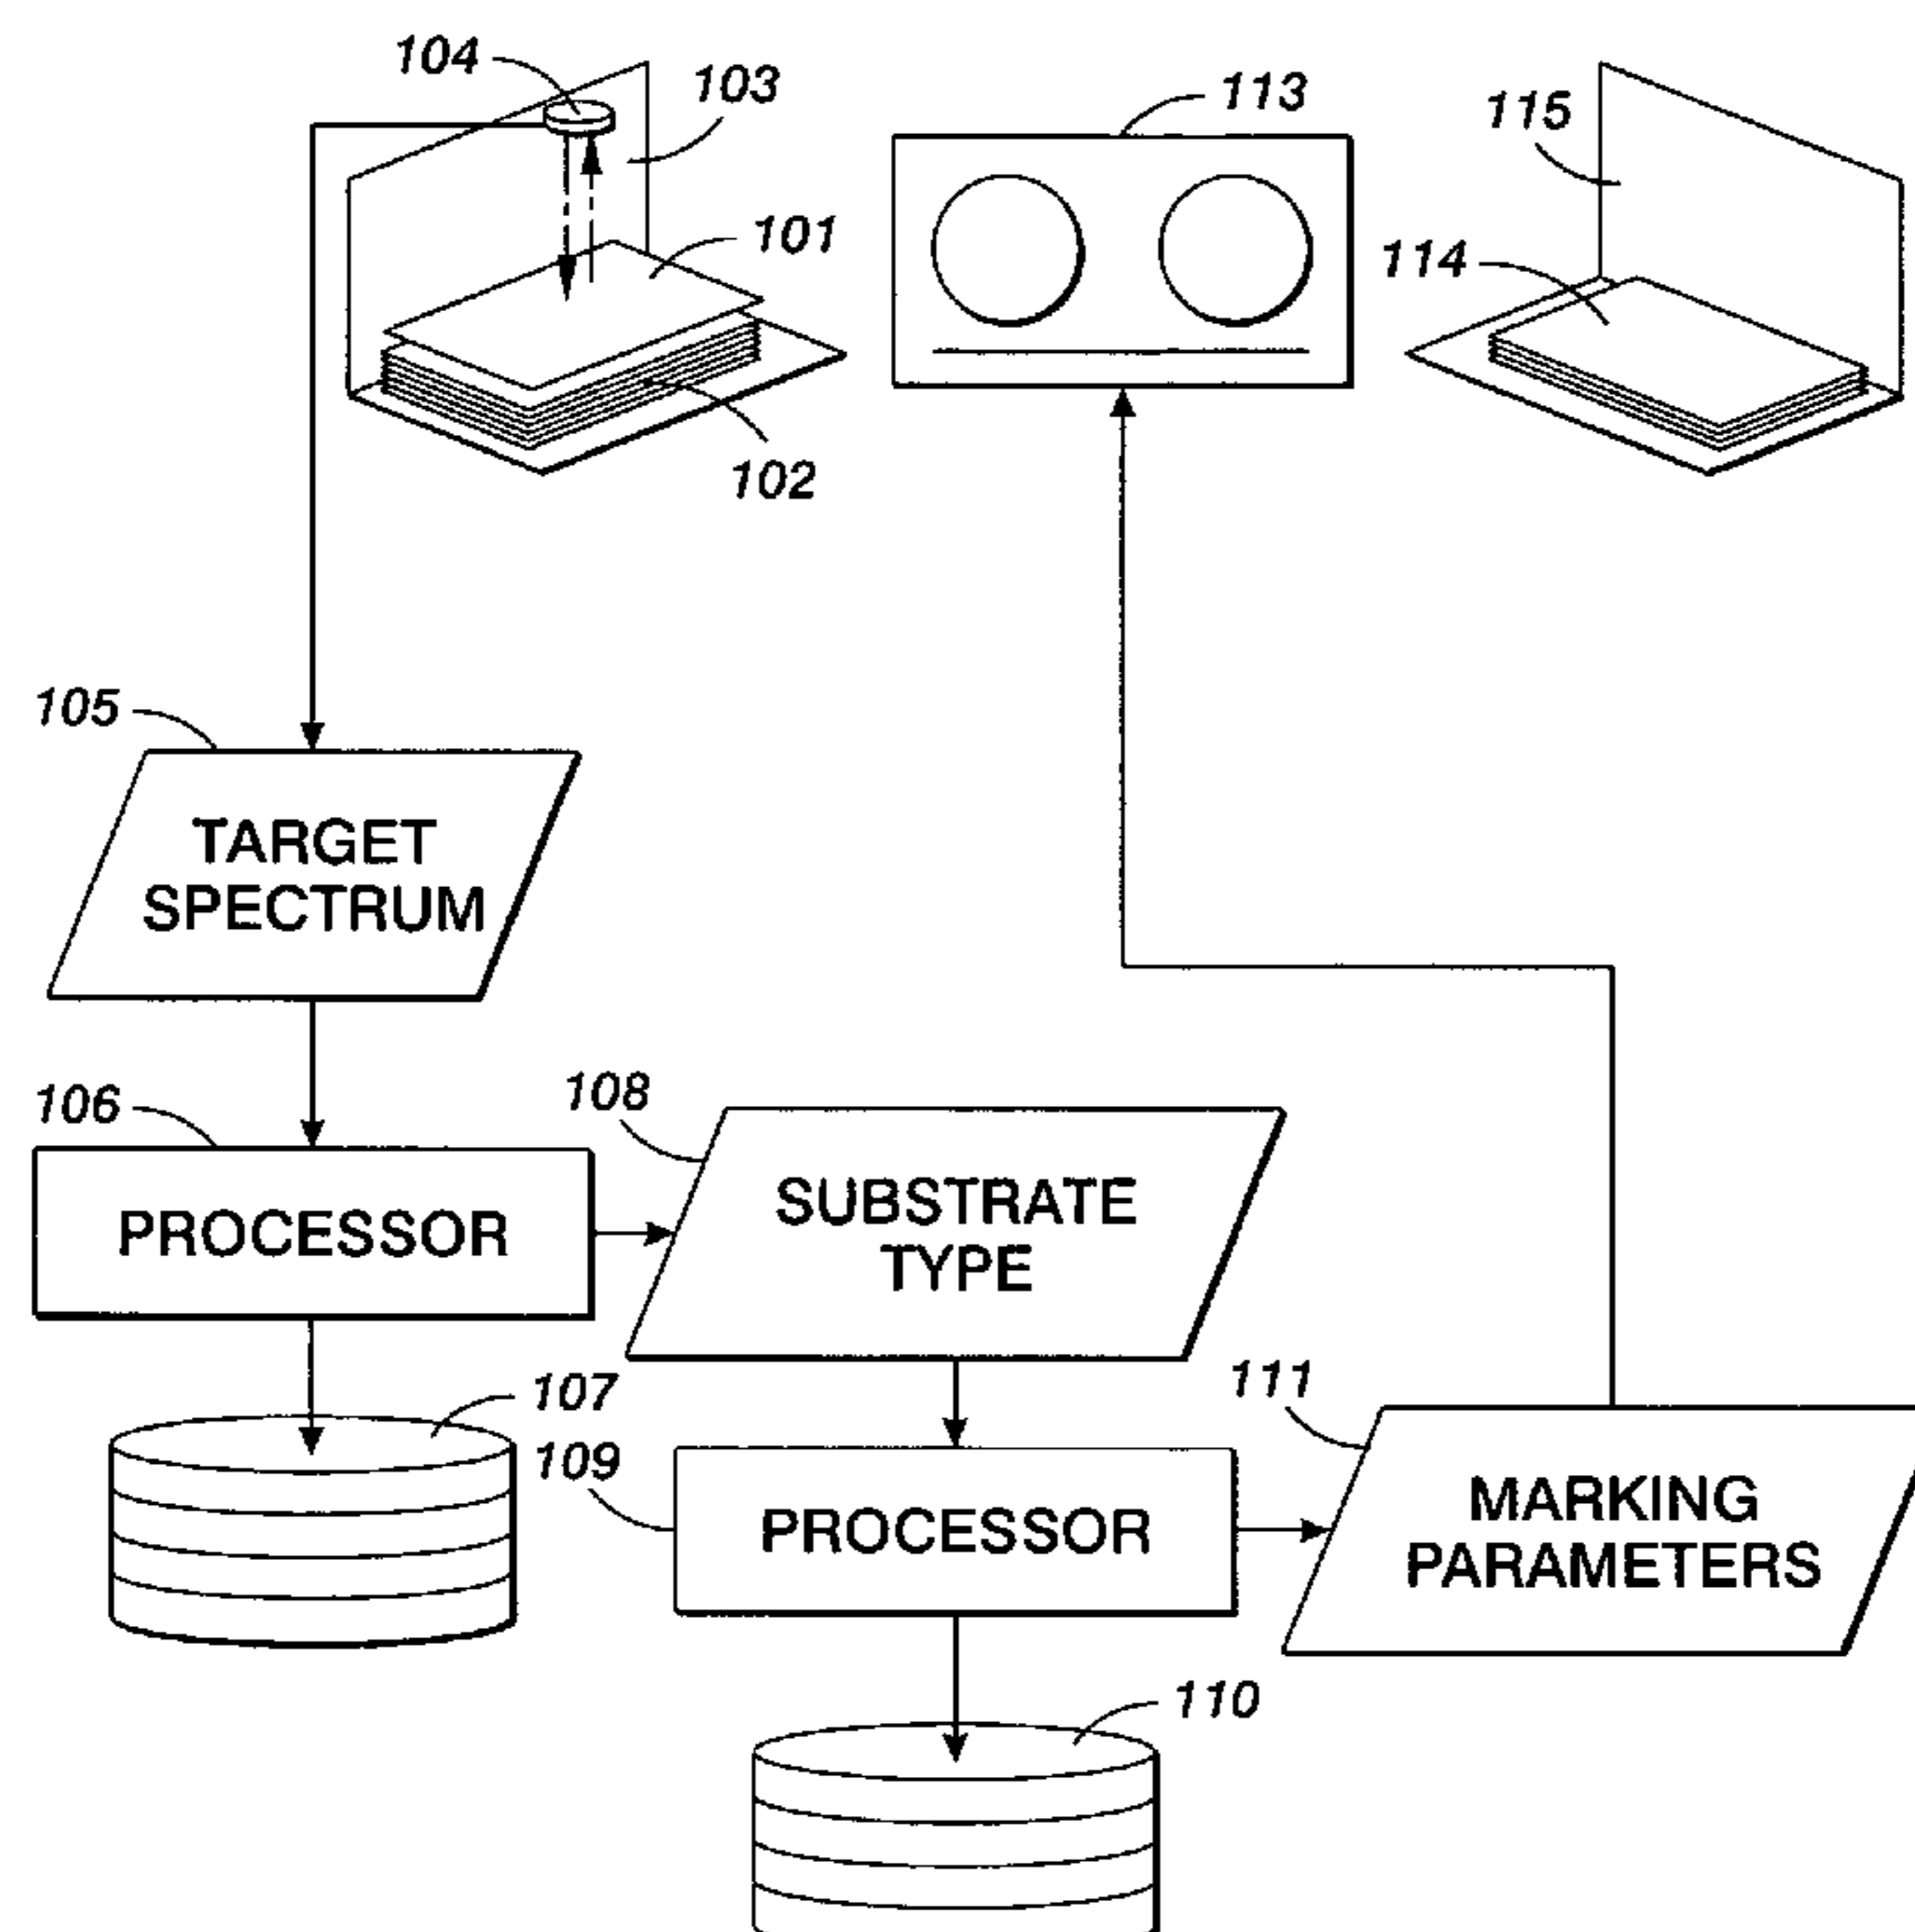 104
103
113
115
101
114
102
105
TARGET
SPECTRUM
106
108
PROCESSOR
SUBSTRATE
TYPE
107
111
109
PROCESSOR
MARKING
PARAMETERS
110